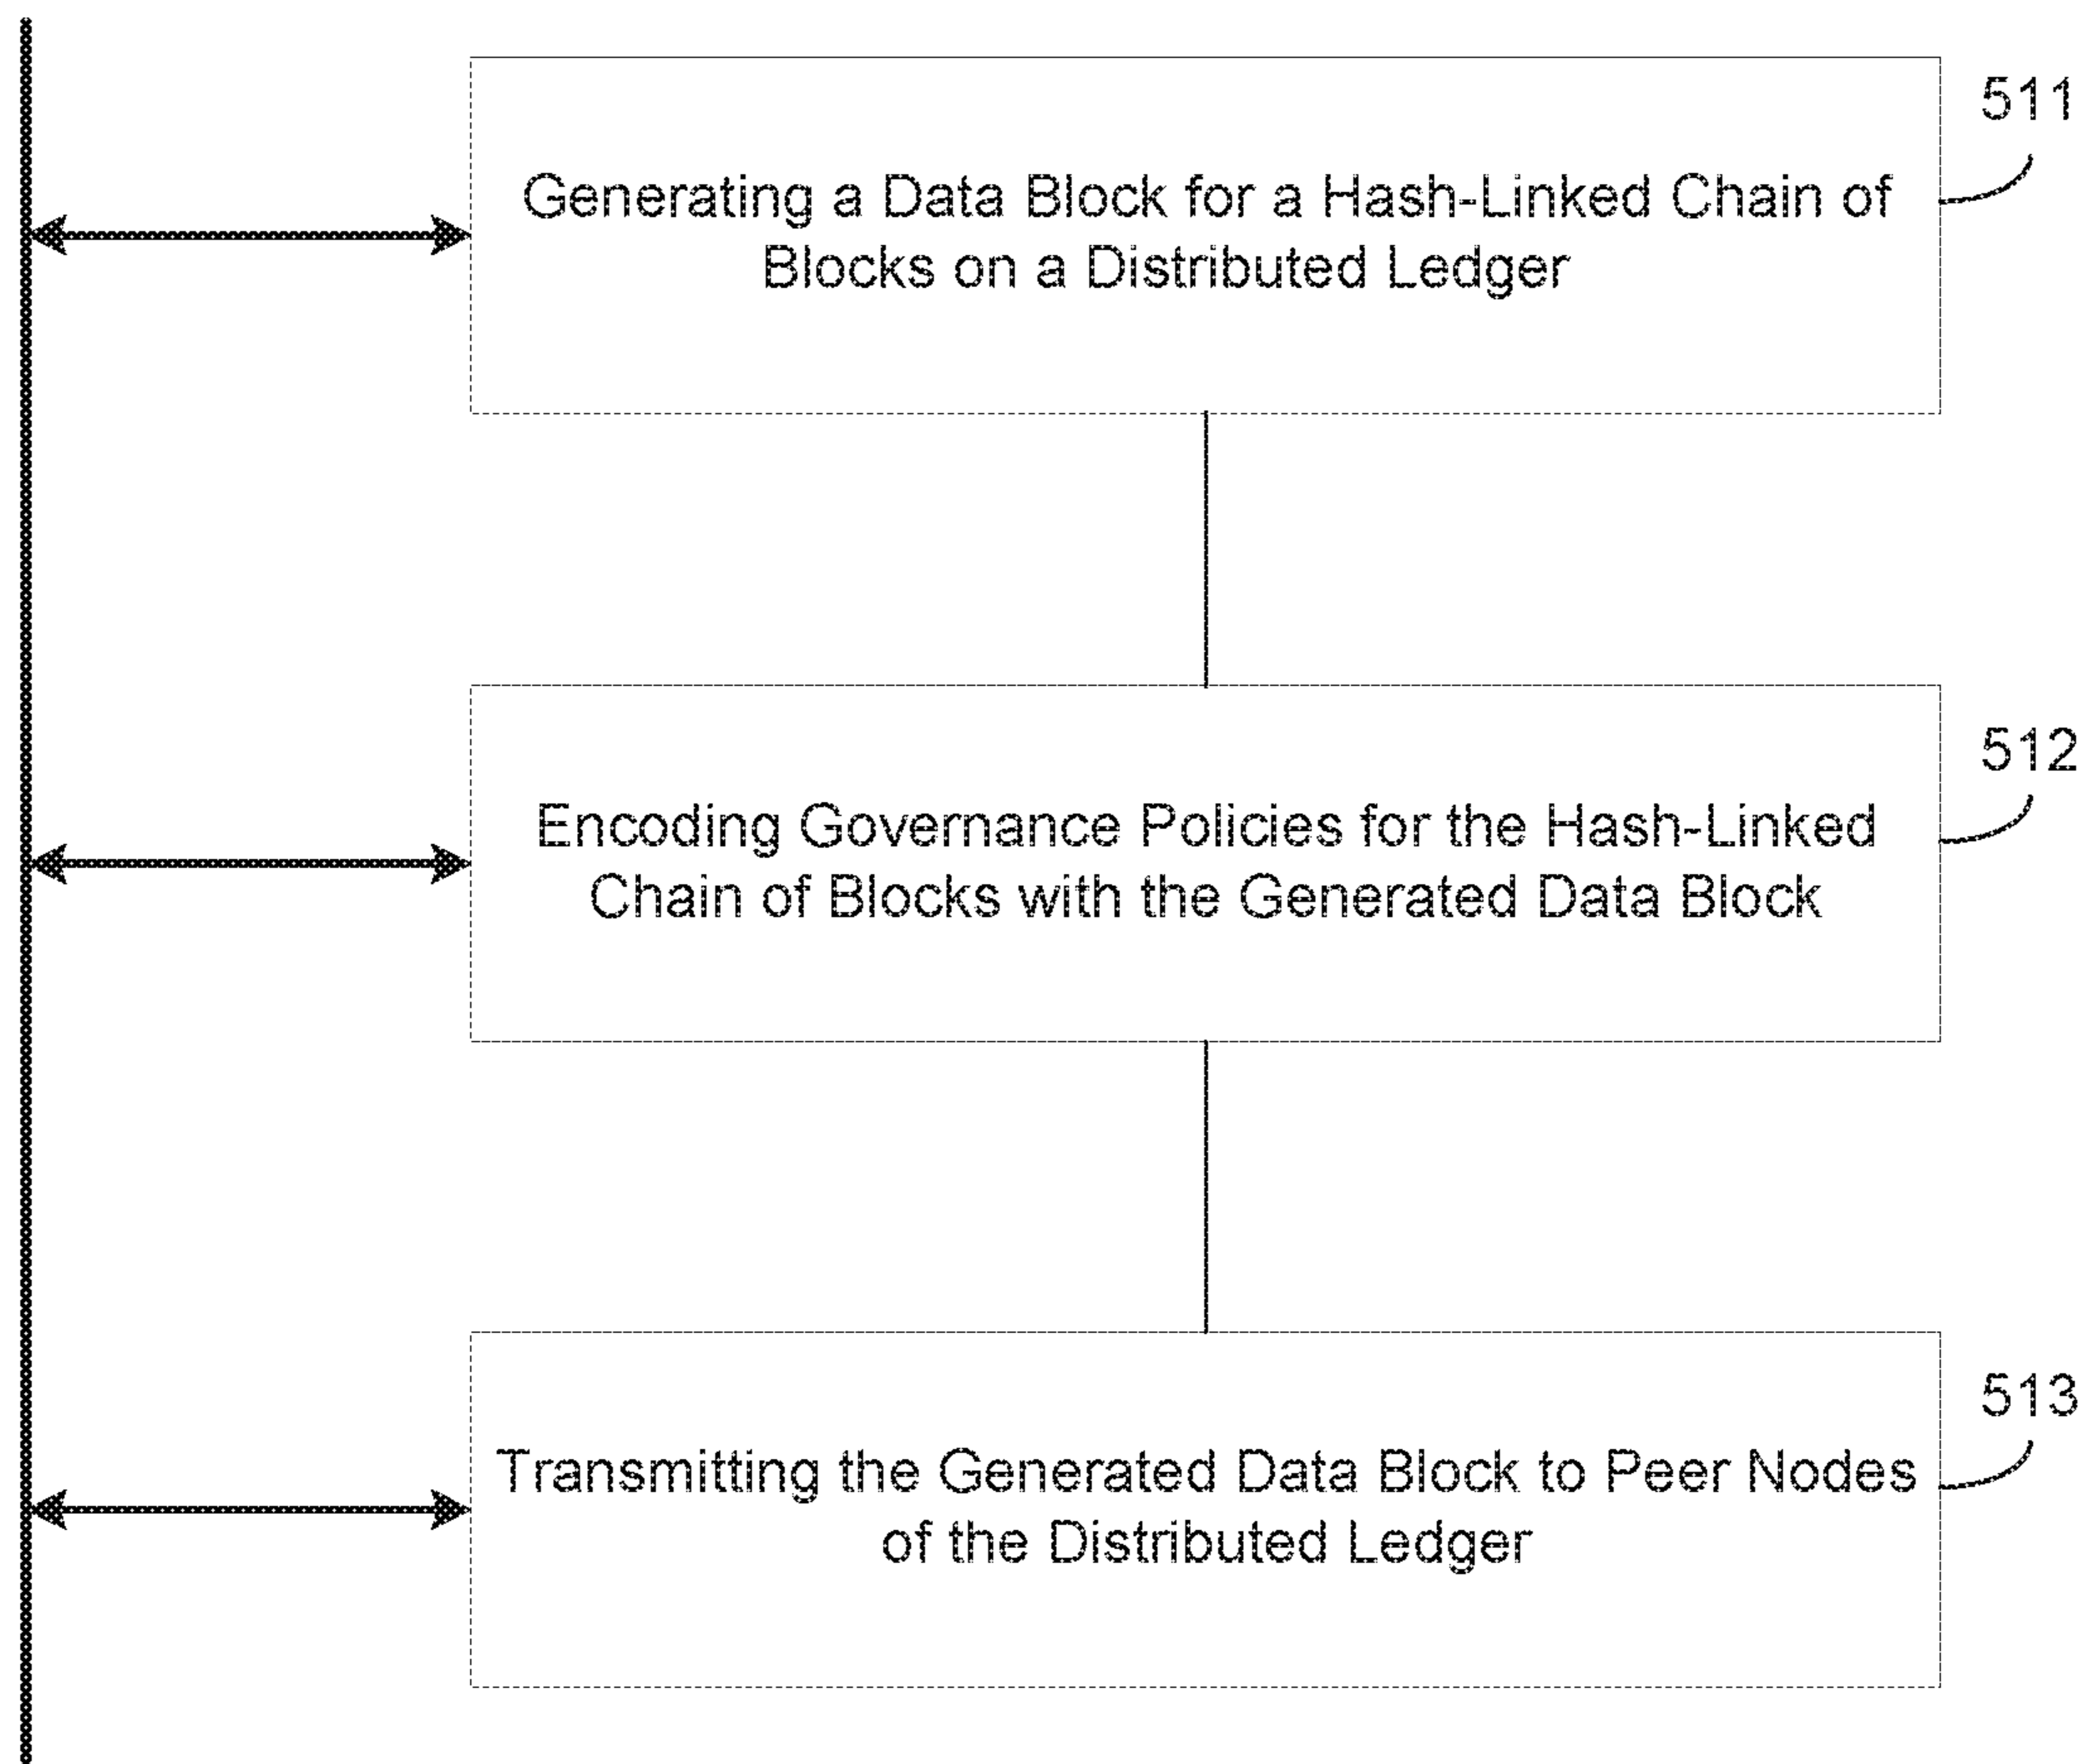 511
Generating a Data Block for a Hash-Linked Chain of
Blocks on a Distributed Ledger
512
Encoding Governance Policies for the Hash-Linked
Chain of Blocks with the Generated Data Block
513
Transmitting the Generated Data Block to Peer Nodes
of the Distributed Ledger